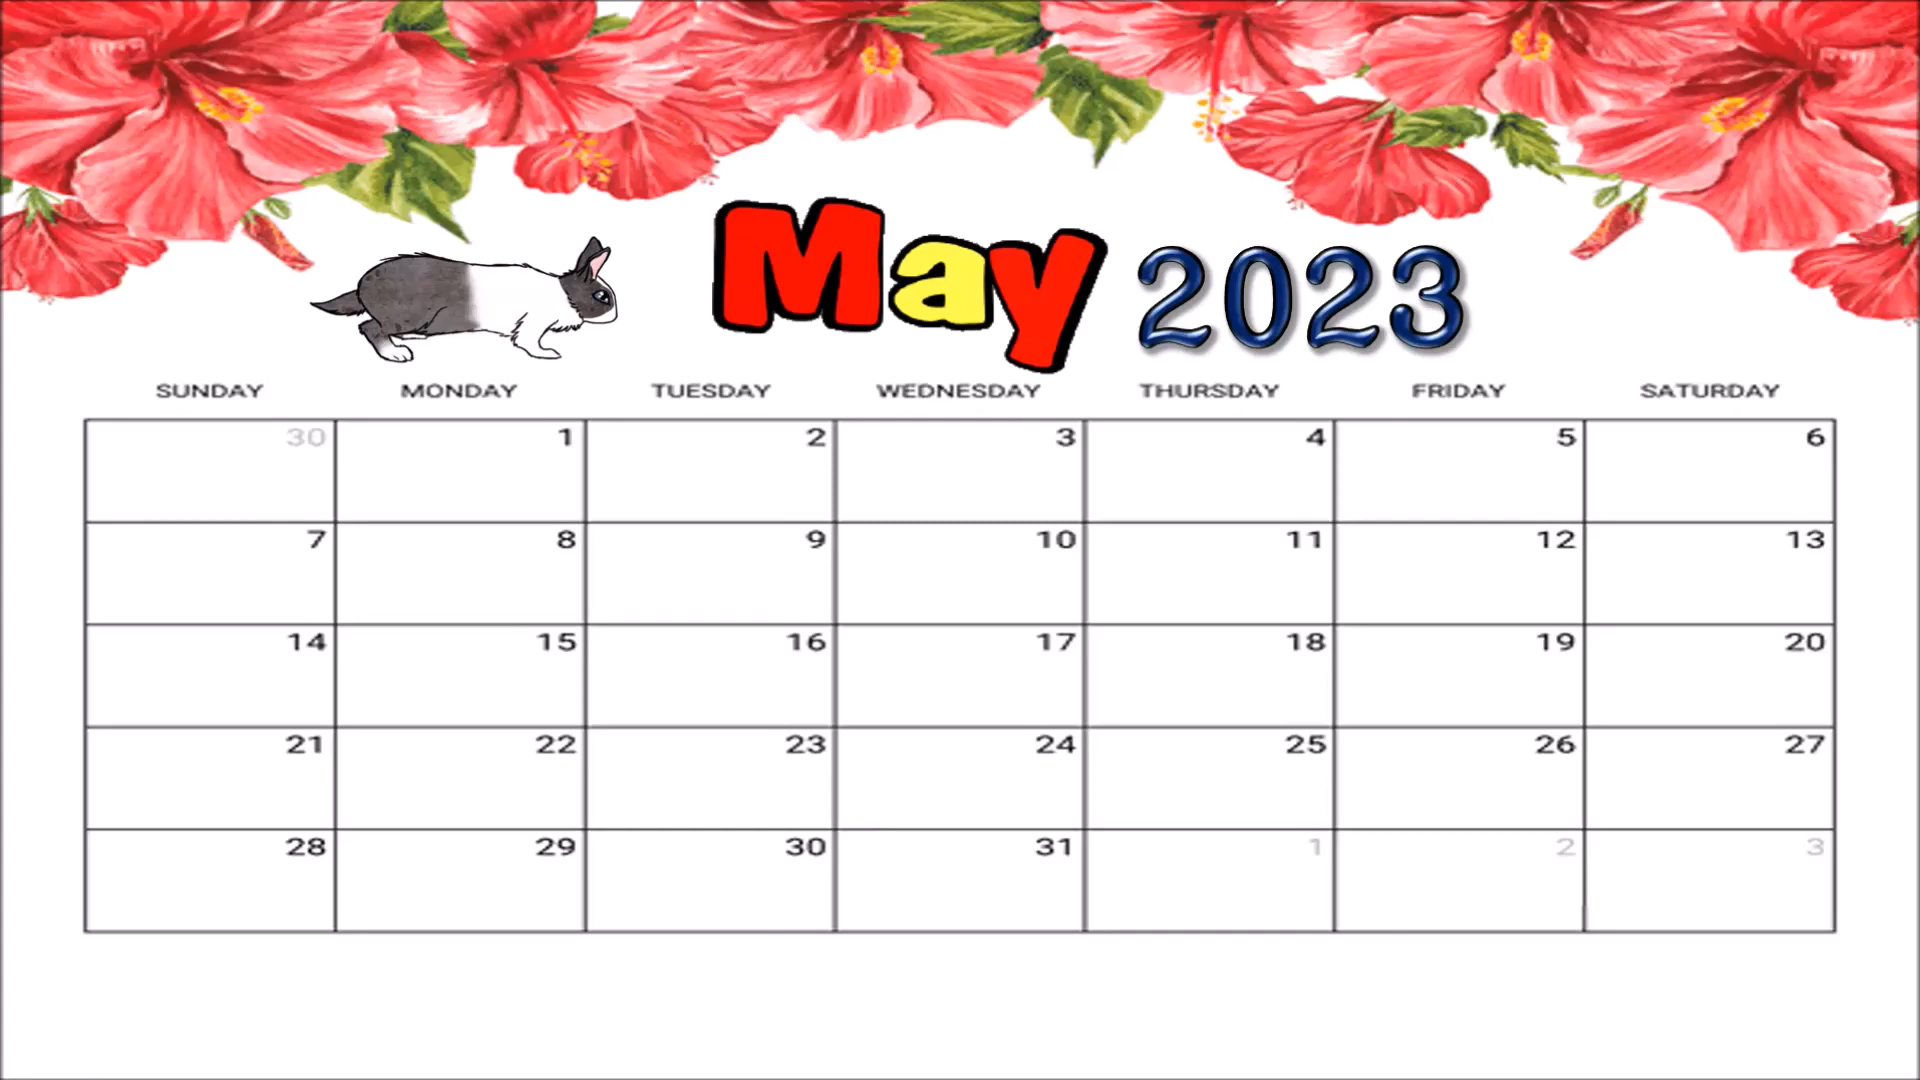 May 2023
SUNDAY MONDAY TUESDAY WEDNESDAY THURSDAY FRIDAY SATURDAY
30 1 2 3 4 5 6
7 8 9 10 11 12 13
14 15 16 17 18 19 20
21 22 23 24 25 26 27
28 29 30 31 1 2 3